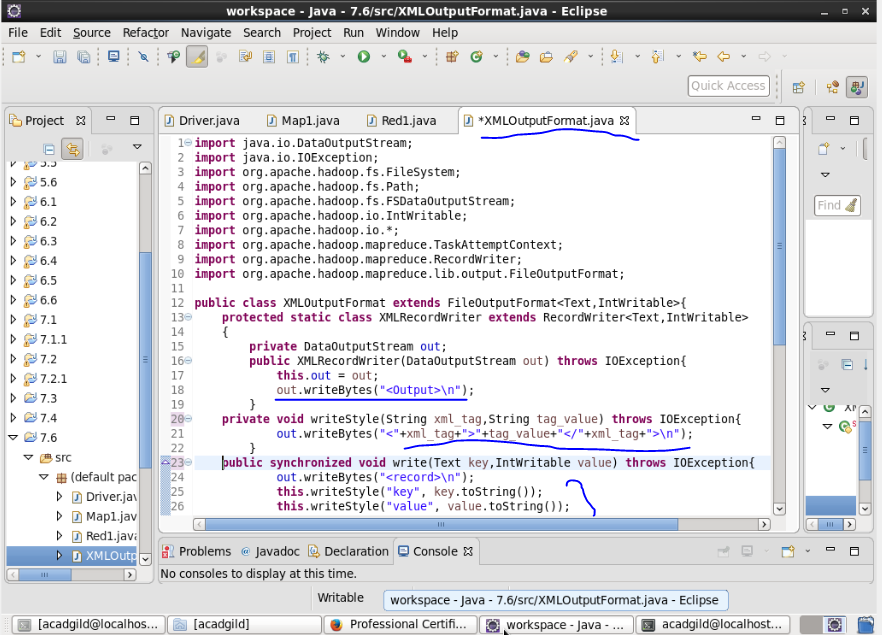 workspace - Java - 7.6/src/XMLOutputFormat.java - Eclipse
File Edit Source Refactor Navigate Search Project Run Window Help
Quick Access
Project
5.5
5.6
6.1
6.2
6.3
6.4
6.5
6.6
7.1
7.1.1
7.2
7.2.1
7.3
7.4
7.6
src
(default pac
Driver.jav
Map1.jav
Red1.java
XMLOutp
Driver.java Map1.java Red1.java *XMLOutputFormat.java
1 import java.io.DataOutputStream;
2 import java.io.IOException;
3 import org.apache.hadoop.fs.FileSystem;
4 import org.apache.hadoop.fs.Path;
5 import org.apache.hadoop.fs.FSDataOutputStream;
6 import org.apache.hadoop.io.IntWritable;
7 import org.apache.hadoop.io.*;
8 import org.apache.hadoop.mapreduce.TaskAttemptContext;
9 import org.apache.hadoop.mapreduce.RecordWriter;
10 import org.apache.hadoop.mapreduce.lib.output.FileOutputFormat;
11
12 public class XMLOutputFormat extends FileOutputFormat<Text,IntWritable>{
13 protected static class XMLRecordWriter extends RecordWriter<Text,IntWritable>
14 {
15 private DataOutputStream out;
16 public XMLRecordWriter(DataOutputStream out) throws IOException{
17 this.out = out;
18 out.writeBytes("<Output>\n");
19 }
20 private void writeStyle(String xml_tag,String tag_value) throws IOException{
21 out.writeBytes("<"+xml_tag+">"+tag_value+"</"+xml_tag+">\n");
22 }
23 public synchronized void write(Text key,IntWritable value) throws IOException{
24 out.writeBytes("<record>\n");
25 this.writeStyle("key", key.toString());
26 this.writeStyle("value", value.toString());
Find
Problems @ Javadoc Declaration Console
No consoles to display at this time.
Writable
workspace - Java - 7.6/src/XMLOutputFormat.java - Eclipse
[acadgild@localhos... [acadgild] Professional Certifi... workspace - Java - ... acadgild@localhost...